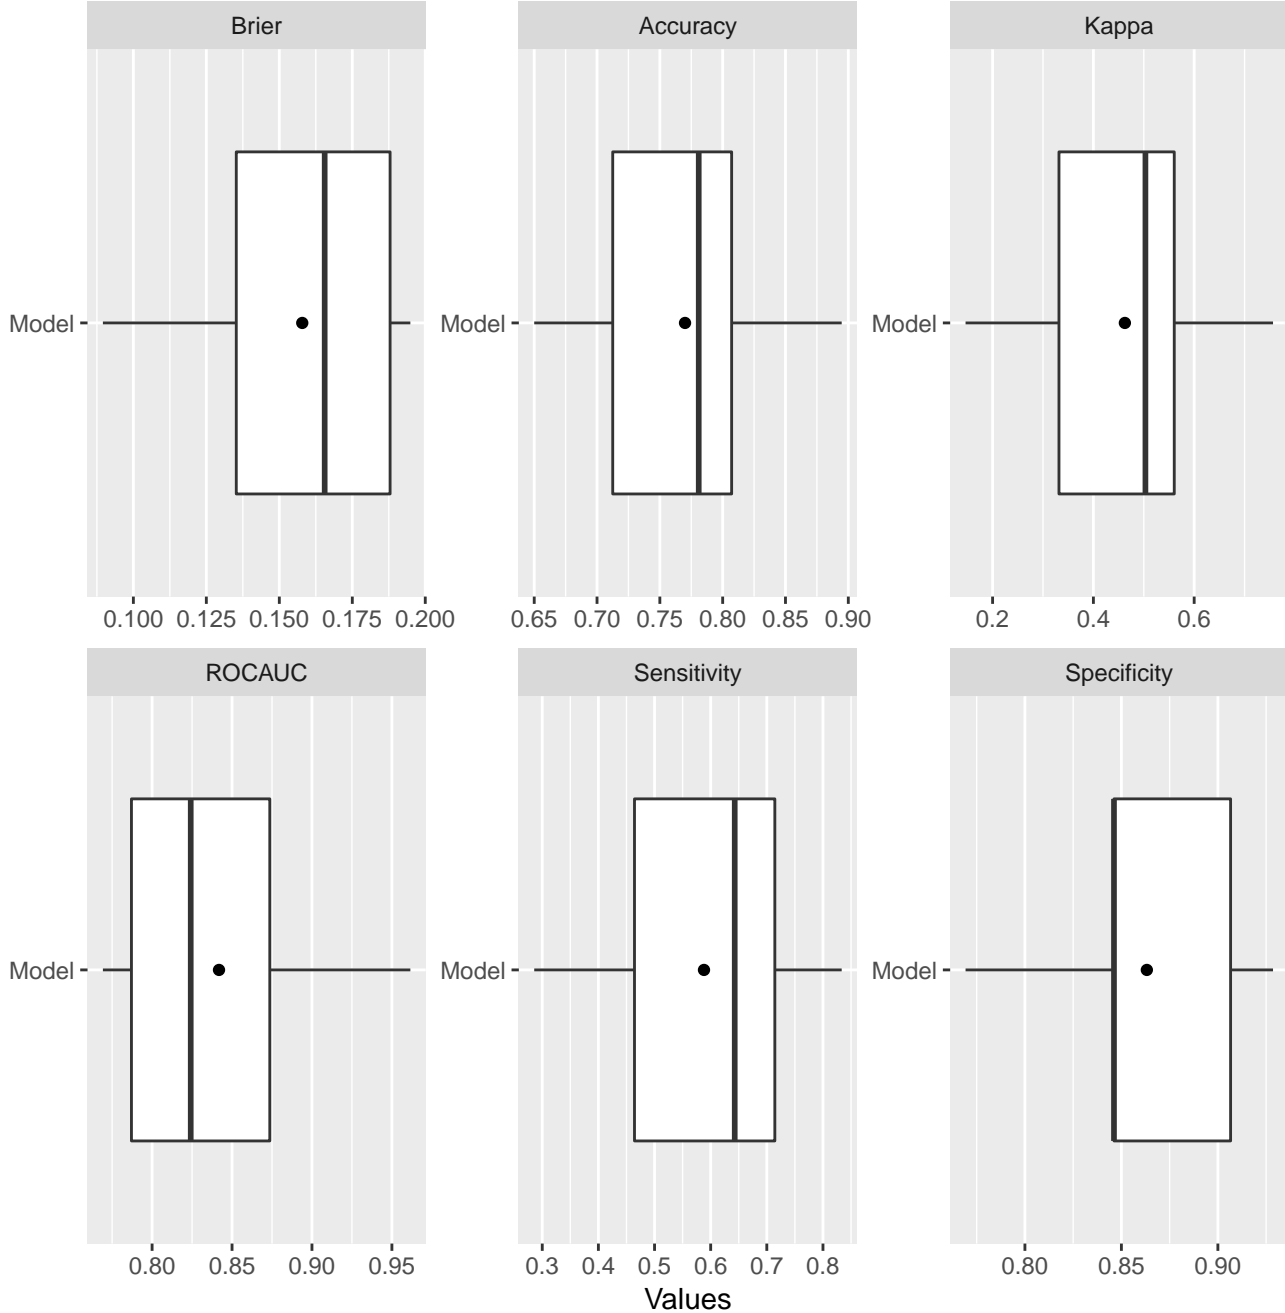 Brier Accuracy Kappa
Model Model Model
0.100 0.125 0.150 0.175 0.200 0.65 0.70 0.75 0.80 0.85 0.90 0.2 0.4 0.6
ROCAUC Sensitivity Specificity
Model Model Model
0.80 0.85 0.90 0.95 0.3 0.4 0.5 0.6 0.7 0.8 0.80 0.85 0.90
Values